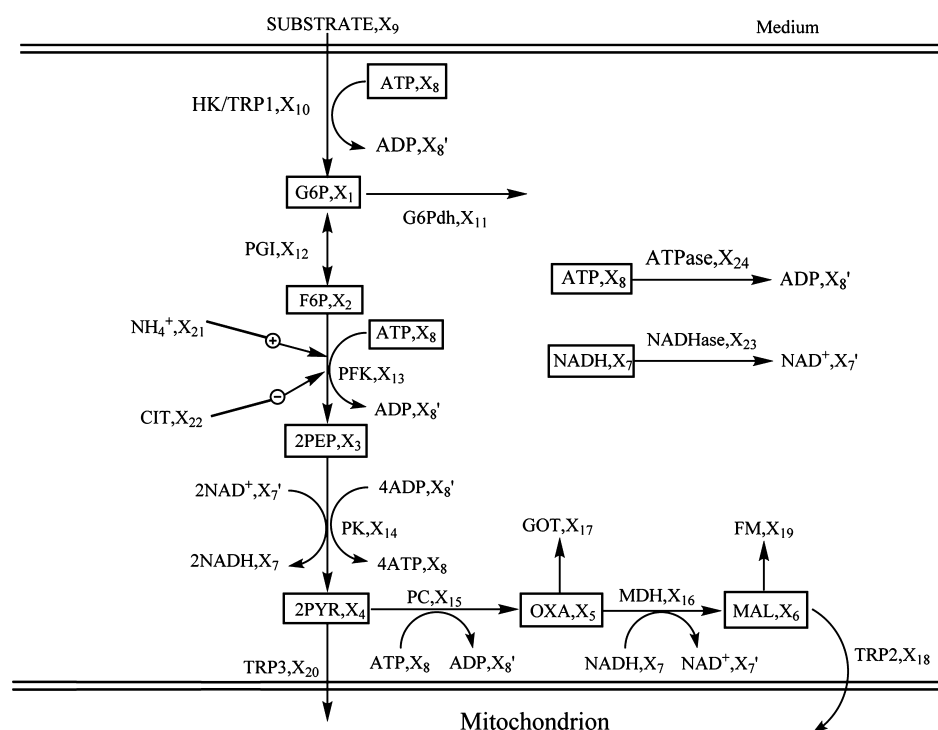 SUBSTRATE,X₉
Medium
ATP,X₈
HK/TRP1,X₁₀
ADP,X₈'
G6P,X₁
G6Pdh,X₁₁
PGI,X₁₂
ATPase,X₂₄
ATP,X₈
ADP,X₈'
F6P,X₂
NH₄⁺,X₂₁
+
ATP,X₈
NADHase,X₂₃
NADH,X₇
NAD⁺,X₇'
PFK,X₁₃
−
CIT,X₂₂
ADP,X₈'
2PEP,X₃
2NAD⁺,X₇'
4ADP,X₈'
PK,X₁₄
GOT,X₁₇
FM,X₁₉
2NADH,X₇
4ATP,X₈
2PYR,X₄
PC,X₁₅
OXA,X₅
MDH,X₁₆
MAL,X₆
ATP,X₈
ADP,X₈'
NADH,X₇
NAD⁺,X₇'
TRP2,X₁₈
TRP3,X₂₀
Mitochondrion